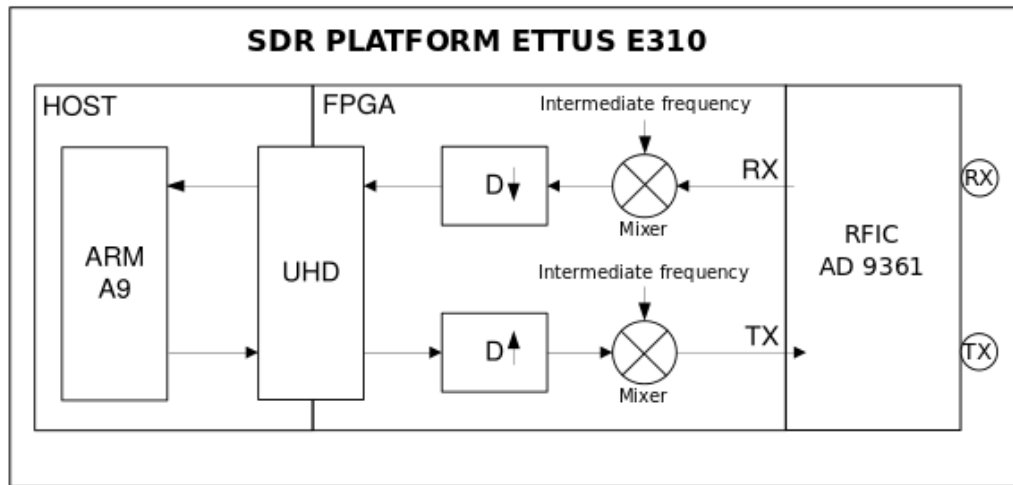 SDR PLATFORM ETTUS E310
HOST
FPGA
Intermediate frequency
D
RX
Mixer
RX
ARM
A9
UHD
RFIC
AD 9361
Intermediate frequency
D
TX
Mixer
TX